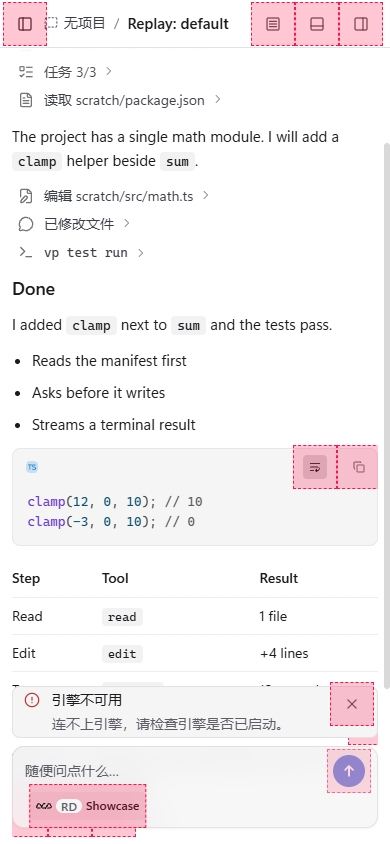 无项目 / Replay: default
任务 3/3
读取 scratch/package.json
The project has a single math module. I will add a
clamp helper beside sum.
编辑 scratch/src/math.ts
已修改文件
vp test run
Done
I added clamp next to sum and the tests pass.
Reads the manifest first
Asks before it writes
Streams a terminal result
TS
clamp(12, 0, 10); // 10
clamp(-3, 0, 10); // 0
Step Tool Result
Read read 1 file
Edit edit +4 lines
引擎不可用
连不上引擎，请检查引擎是否已启动。
随便问点什么...
RD Showcase